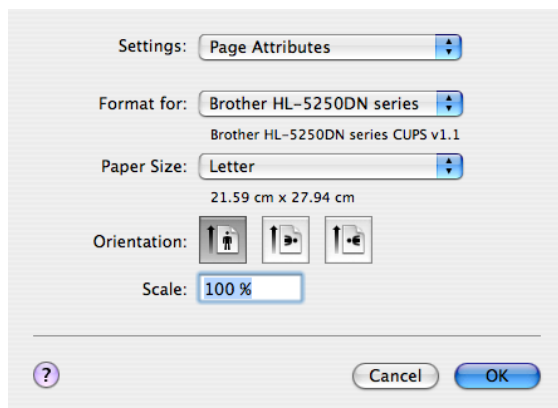 Settings: Page Attributes
Format for: Brother HL-5250DN series
Brother HL-5250DN series CUPS v1.1
Paper Size: Letter
21.59 cm x 27.94 cm
Orientation:
Scale: 100 %
? Cancel OK